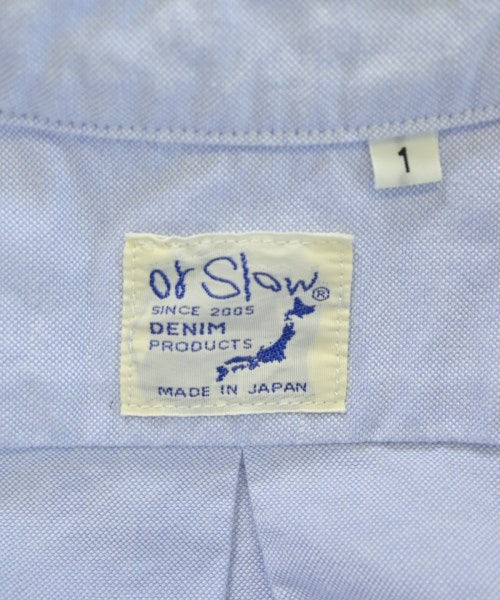 1
or Slow®
SINCE 2005
DENIM
PRODUCTS
MADE IN JAPAN